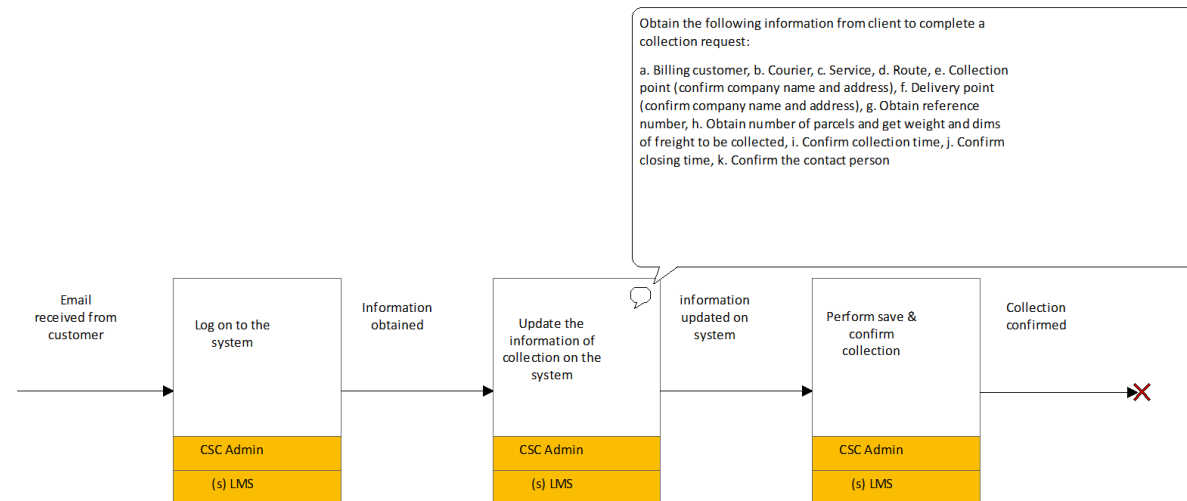 Obtain the following information from client to complete a
collection request:
a. Billing customer, b. Courier, c. Service, d. Route, e. Collection
point (confirm company name and address), f. Delivery point
(confirm company name and address), g. Obtain reference
number, h. Obtain number of parcels and get weight and dims
of freight to be collected, i. Confirm collection time, j. Confirm
closing time, k. Confirm the contact person
Email
received from
customer
Log on to the
system
Information
obtained
Update the
information of
collection on the
system
information
updated on
system
Perform save &
confirm
collection
Collection
confirmed
CSC Admin
(s) LMS
CSC Admin
(s) LMS
CSC Admin
(s) LMS